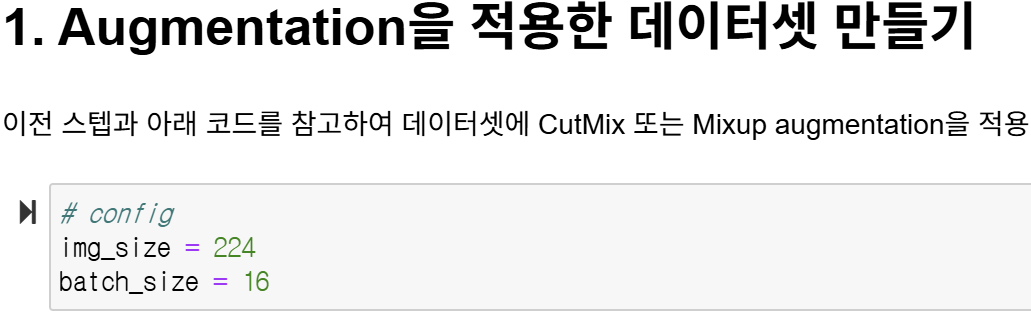 1. Augmentation을 적용한 데이터셋 만들기
이전 스텝과 아래 코드를 참고하여 데이터셋에 CutMix 또는 Mixup augmentation을 적용
# config
img_size = 224
batch_size = 16